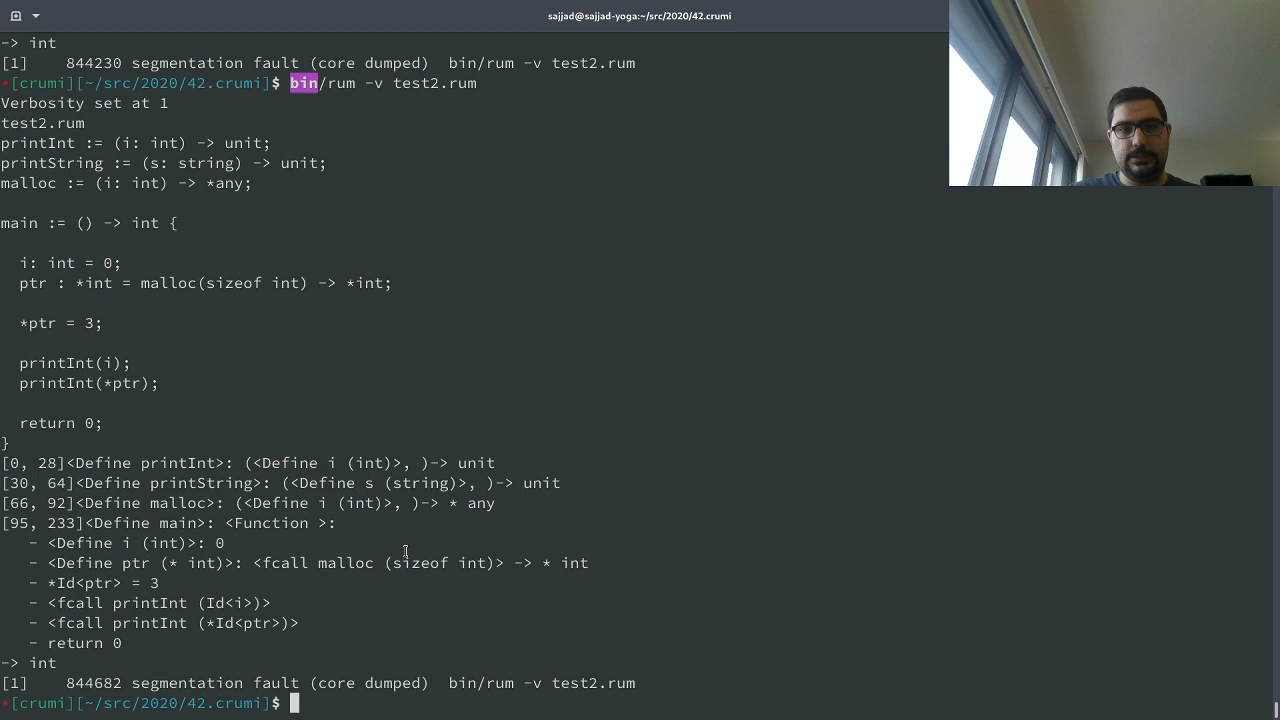 sajjad@sajjad-yoga:~/src/2020/42.crumi
-> int
[1]    844230 segmentation fault (core dumped)  bin/rum -v test2.rum
*[crumi][~/src/2020/42.crumi]$ bin/rum -v test2.rum
Verbosity set at 1
test2.rum
printInt := (i: int) -> unit;
printString := (s: string) -> unit;
malloc := (i: int) -> *any;
main := () -> int {
  i: int = 0;
  ptr : *int = malloc(sizeof int) -> *int;
  *ptr = 3;
  printInt(i);
  printInt(*ptr);
  return 0;
}
[0, 28]<Define printInt>: (<Define i (int)>, )-> unit
[30, 64]<Define printString>: (<Define s (string)>, )-> unit
[66, 92]<Define malloc>: (<Define i (int)>, )-> * any
[95, 233]<Define main>: <Function >:
   - <Define i (int)>: 0
   - <Define ptr (* int)>: <fcall malloc (sizeof int)> -> * int
   - *Id<ptr> = 3
   - <fcall printInt (Id<i>)>
   - <fcall printInt (*Id<ptr>)>
   - return 0
-> int
[1]    844682 segmentation fault (core dumped)  bin/rum -v test2.rum
*[crumi][~/src/2020/42.crumi]$